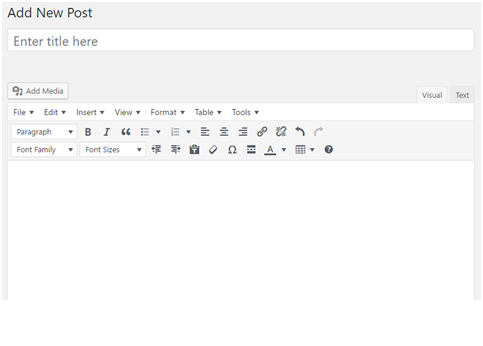 Add New Post
Enter title here
Add Media
Visual Text
File Edit Insert View Format Table Tools
Paragraph B I
Font Family Font Sizes Ω A